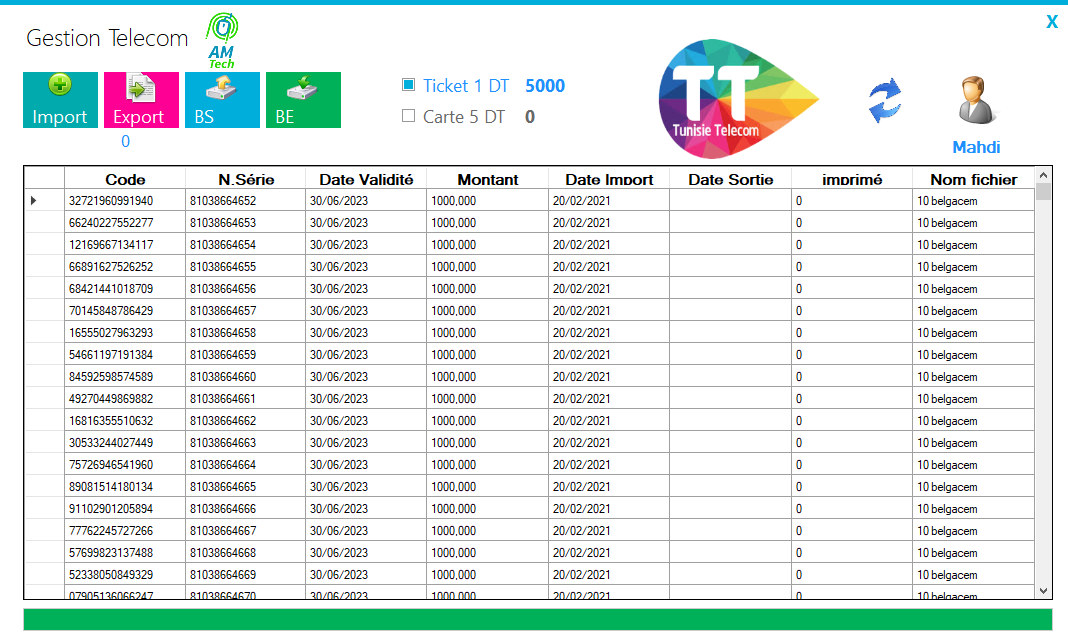 X
Gestion Telecom
AM
Tech
Import Export BS BE
0
Ticket 1 DT 5000
Carte 5 DT 0
TT
Tunisie Telecom
Mahdi
Code N.Série Date Validité Montant Date Import Date Sortie imprimé Nom fichier
32721960991940 81038664652 30/06/2023 1000,000 20/02/2021 0 10 belgacem
66240227552277 81038664653 30/06/2023 1000,000 20/02/2021 0 10 belgacem
12169667134117 81038664654 30/06/2023 1000,000 20/02/2021 0 10 belgacem
66891627526252 81038664655 30/06/2023 1000,000 20/02/2021 0 10 belgacem
68421441018709 81038664656 30/06/2023 1000,000 20/02/2021 0 10 belgacem
70145848786429 81038664657 30/06/2023 1000,000 20/02/2021 0 10 belgacem
16555027963293 81038664658 30/06/2023 1000,000 20/02/2021 0 10 belgacem
54661197191384 81038664659 30/06/2023 1000,000 20/02/2021 0 10 belgacem
84592598574589 81038664660 30/06/2023 1000,000 20/02/2021 0 10 belgacem
49270449869882 81038664661 30/06/2023 1000,000 20/02/2021 0 10 belgacem
16816355510632 81038664662 30/06/2023 1000,000 20/02/2021 0 10 belgacem
30533244027449 81038664663 30/06/2023 1000,000 20/02/2021 0 10 belgacem
75726946541960 81038664664 30/06/2023 1000,000 20/02/2021 0 10 belgacem
89081514180134 81038664665 30/06/2023 1000,000 20/02/2021 0 10 belgacem
91102901205894 81038664666 30/06/2023 1000,000 20/02/2021 0 10 belgacem
77762245727266 81038664667 30/06/2023 1000,000 20/02/2021 0 10 belgacem
57699823137488 81038664668 30/06/2023 1000,000 20/02/2021 0 10 belgacem
52338050849329 81038664669 30/06/2023 1000,000 20/02/2021 0 10 belgacem
07905136066247 81038664670 30/06/2023 1000,000 20/02/2021 0 10 belgacem